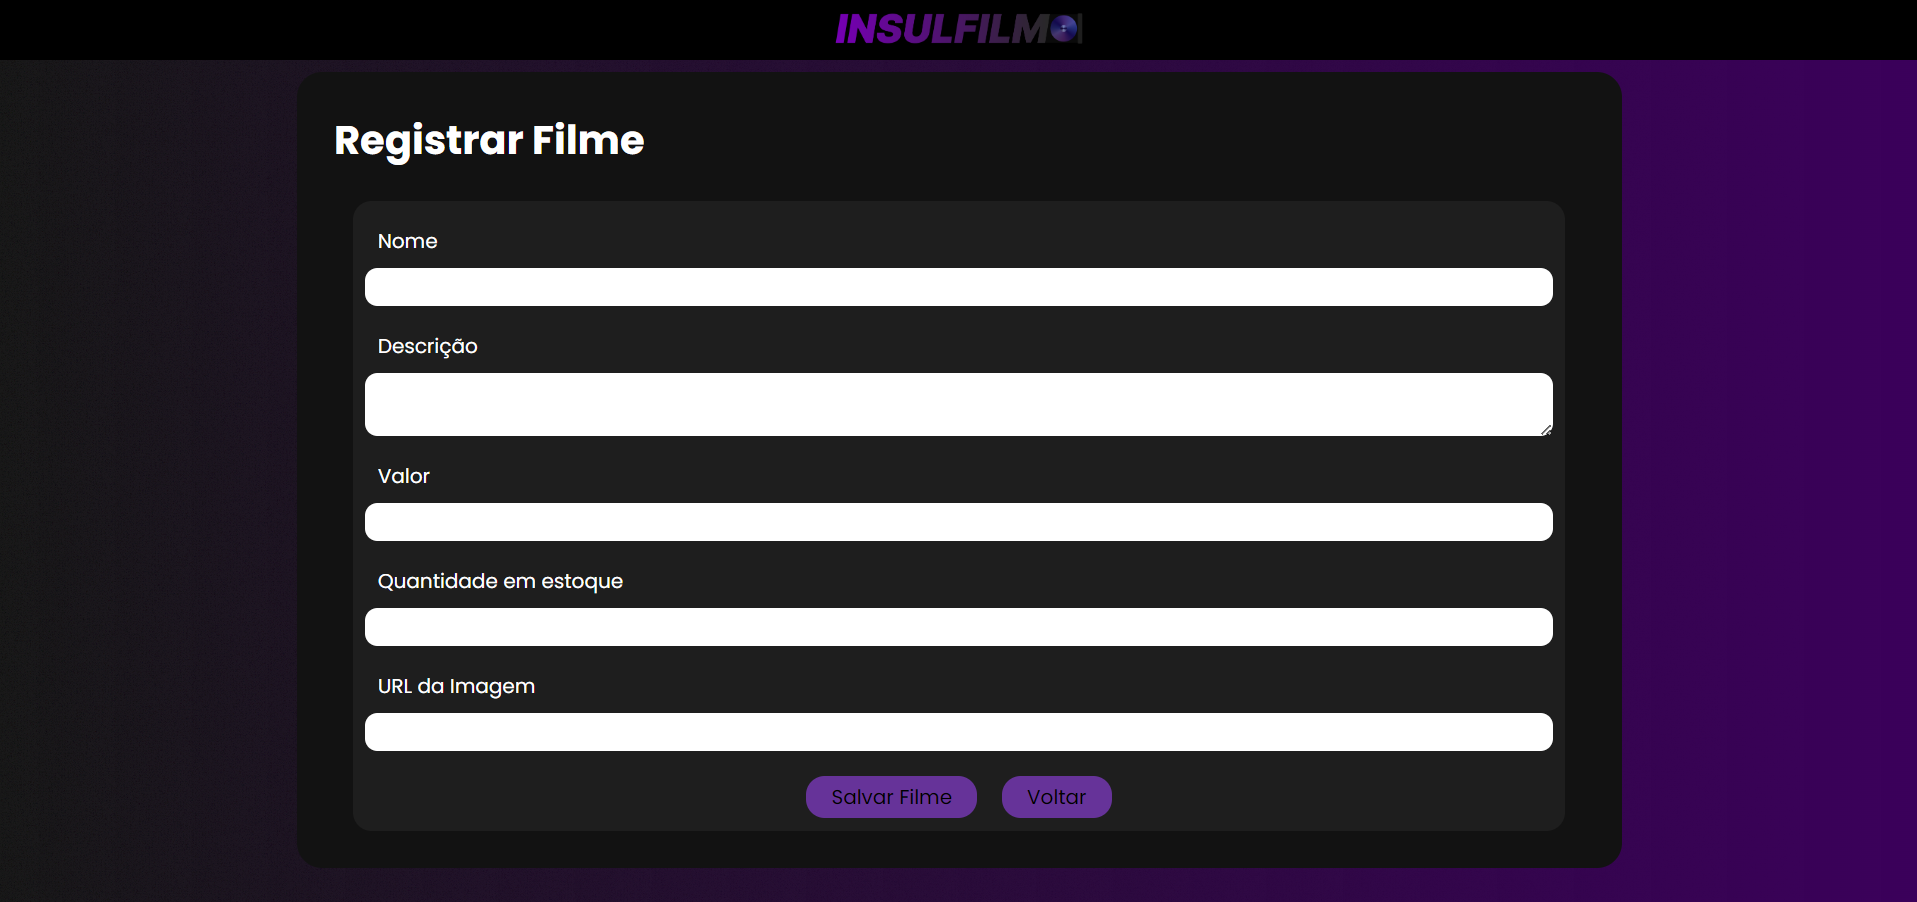 INSULFILM
Registrar Filme
Nome
Descrição
Valor
Quantidade em estoque
URL da Imagem
Salvar Filme
Voltar